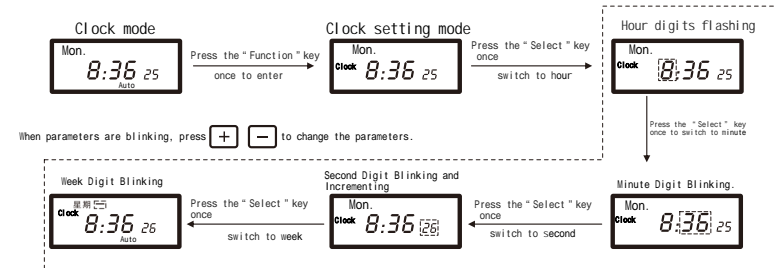 Clock mode
Clock setting mode
Hour digits flashing
Mon.
8:36 25
Auto
Press the "Function" key
once to enter
Mon.
Clock 8:36 25
Press the "Select" key
once
switch to hour
Mon.
Clock 8:36 25
Press the "Select" key
once to switch to minute
When parameters are blinking, press + - to change the parameters.
Week Digit Blinking
星期 一
Clock 8:36 26
Auto
Press the "Select" key
once
switch to week
Second Digit Blinking and
Incrementing
Mon.
Clock 8:36 26
Press the "Select" key
once
switch to second
Minute Digit Blinking.
Mon.
Clock 8:36 25